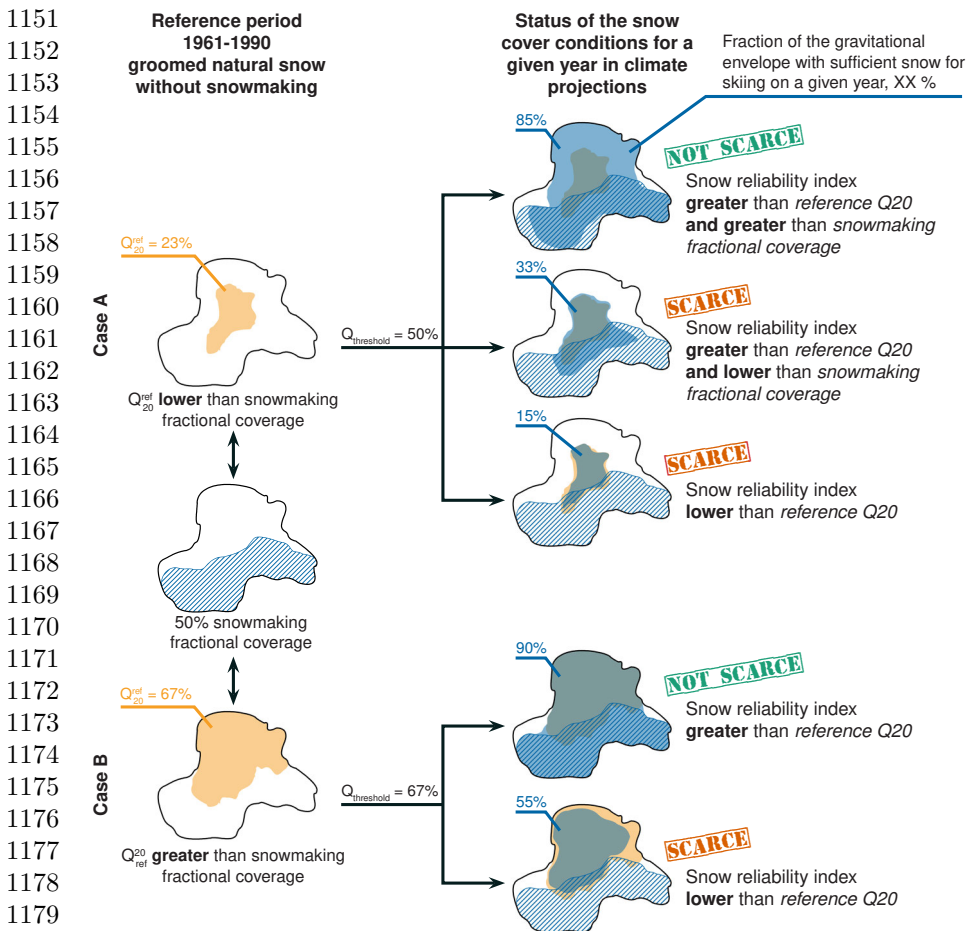 1151
1152
1153
1154
1155
1156
1157
1158
1159
1160
1161
1162
1163
1164
1165
1166
1167
1168
1169
1170
1171
1172
1173
1174
1175
1176
1177
1178
1179
Reference period
1961-1990
groomed natural snow
without snowmaking
Status of the snow
cover conditions for a
given year in climate
projections
Fraction of the gravitational
envelope with sufficient snow for
skiing on a given year, XX %
Case A
Q20ref = 23%
Q20ref lower than snowmaking
fractional coverage
Qthreshold = 50%
85%
NOT SCARCE
Snow reliability index
greater than reference Q20
and greater than snowmaking
fractional coverage
33%
SCARCE
Snow reliability index
greater than reference Q20
and lower than snowmaking
fractional coverage
15%
SCARCE
Snow reliability index
lower than reference Q20
50% snowmaking
fractional coverage
Case B
Q20ref = 67%
Qref20 greater than snowmaking
fractional coverage
Qthreshold = 67%
90%
NOT SCARCE
Snow reliability index
greater than reference Q20
55%
SCARCE
Snow reliability index
lower than reference Q20